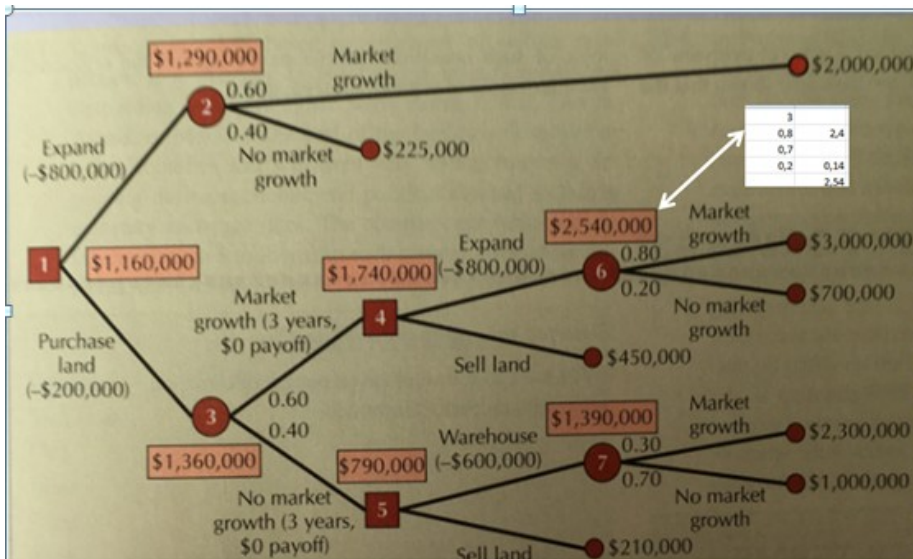 $1,290,000
Market
growth
$2,000,000
0.60
2
0.40
No market
growth
$225,000
Expand
(–$800,000)
3
0,8 2,4
0,7
0,2 0,14
2,54
1
$1,160,000
Purchase
land
(–$200,000)
Market
growth (3 years,
$0 payoff)
$1,740,000
4
Expand
(–$800,000)
$2,540,000
0.80
6
0.20
Market
growth
$3,000,000
No market
growth
$700,000
Sell land
$450,000
3
0.60
0.40
$1,360,000
No market
growth (3 years,
$0 payoff)
$790,000
5
Warehouse
(–$600,000)
$1,390,000
0.30
7
0.70
Market
growth
$2,300,000
No market
growth
$1,000,000
Sell land
$210,000